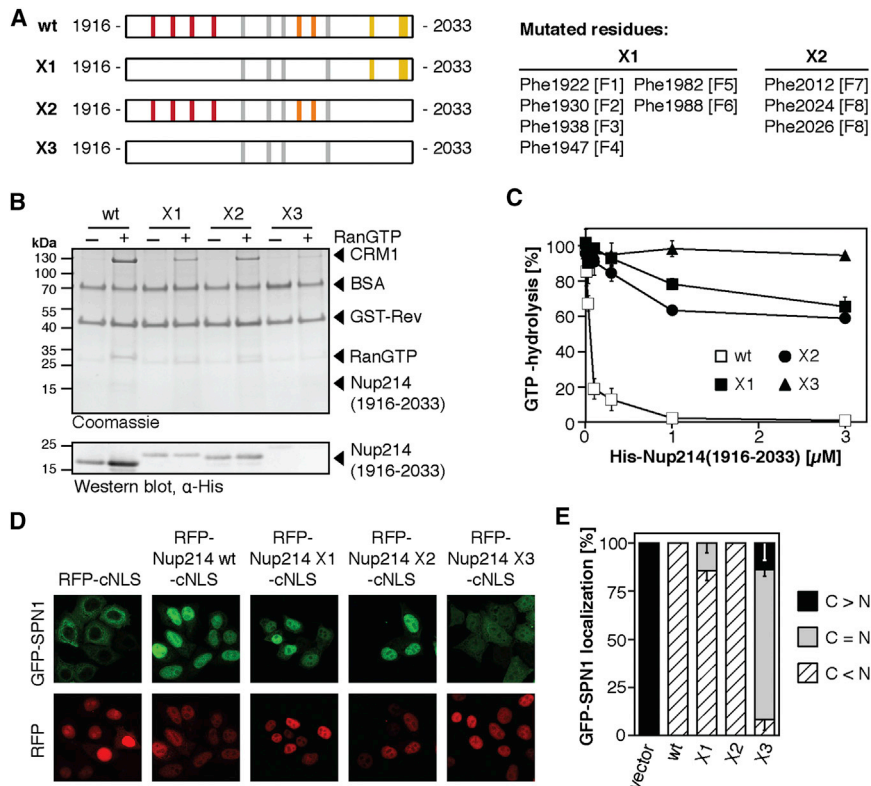 A
wt 1916 - - 2033
X1 1916 - - 2033
X2 1916 - - 2033
X3 1916 - - 2033
Mutated residues:
X1 X2
Phe1922 [F1] Phe1982 [F5] Phe2012 [F7]
Phe1930 [F2] Phe1988 [F6] Phe2024 [F8]
Phe1938 [F3] Phe2026 [F8]
Phe1947 [F4]
B
wt X1 X2 X3
kDa − + − + − + − + RanGTP
130 CRM1
100
70 BSA
55
40 GST-Rev
35 RanGTP
25
15 Nup214
(1916-2033)
Coomassie
25 Nup214
15 (1916-2033)
Western blot, α-His
C
GTP -hydrolysis [%]
100
80
60
40
20
0
wt X2
X1 X3
0 1 2 3
His-Nup214(1916-2033) [µM]
D
RFP-cNLS
RFP-
Nup214 wt
-cNLS
RFP-
Nup214 X1
-cNLS
RFP-
Nup214 X2
-cNLS
RFP-
Nup214 X3
-cNLS
GFP-SPN1
RFP
E
GFP-SPN1 localization [%]
100
75
50
25
0
vector wt X1 X2 X3
C > N
C = N
C < N